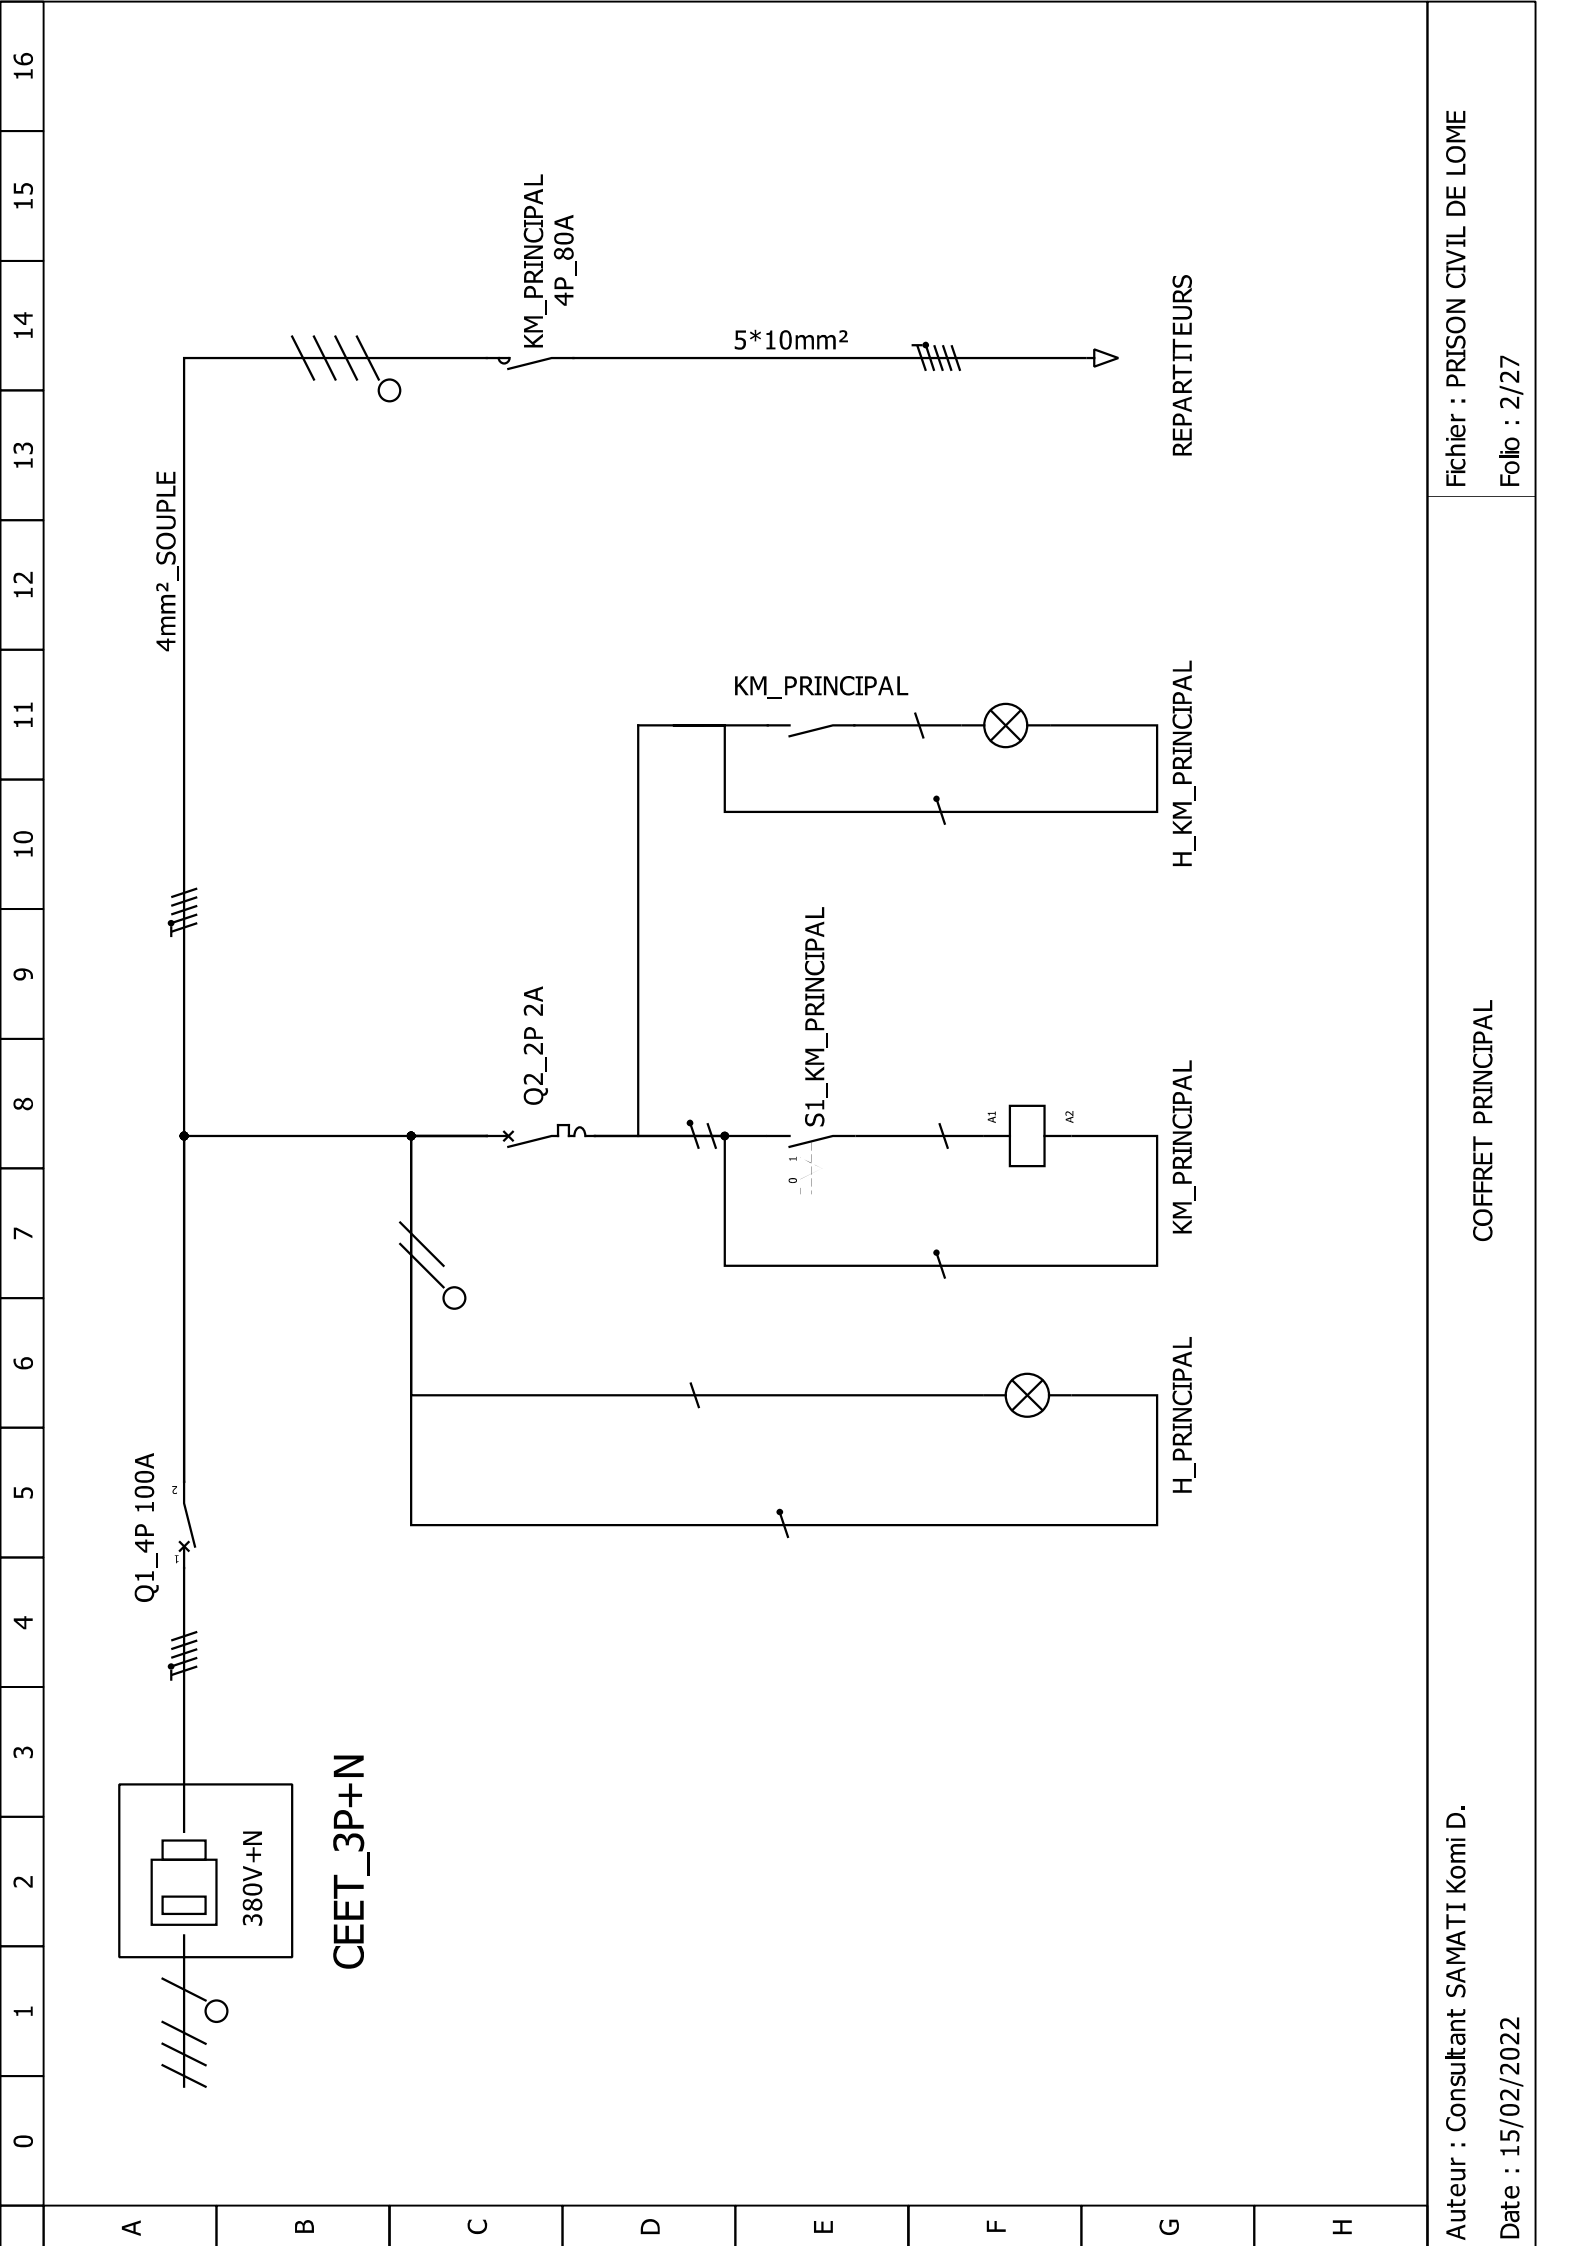 0 1 2 3 4 5 6 7 8 9 10 11 12 13 14 15 16
A
B
C
D
E
F
G
H
380V+N
CEET_3P+N
Q1_4P 100A
1
2
4mm²_SOUPLE
Q2_2P 2A
KM_PRINCIPAL
4P_80A
5*10mm²
KM_PRINCIPAL
S1_KM_PRINCIPAL
0 1
A1
A2
H_PRINCIPAL
KM_PRINCIPAL
H_KM_PRINCIPAL
REPARTITEURS
Auteur : Consultant SAMATI Komi D.
Date : 15/02/2022
COFFRET PRINCIPAL
Fichier : PRISON CIVIL DE LOME
Folio : 2/27